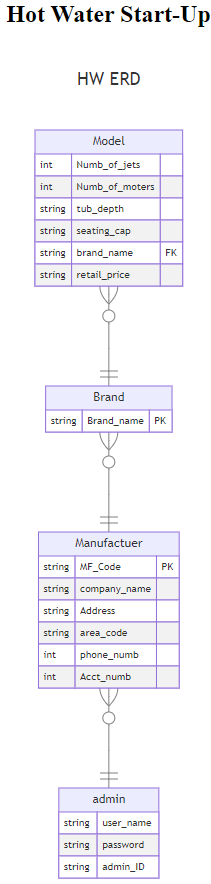 Hot Water Start-Up
HW ERD
Model
int Numb_of_jets
int Numb_of_moters
string tub_depth
string seating_cap
string brand_name FK
string retail_price
Brand
string Brand_name PK
Manufactuer
string MF_Code PK
string company_name
string Address
string area_code
int phone_numb
int Acct_numb
admin
string user_name
string password
string admin_ID